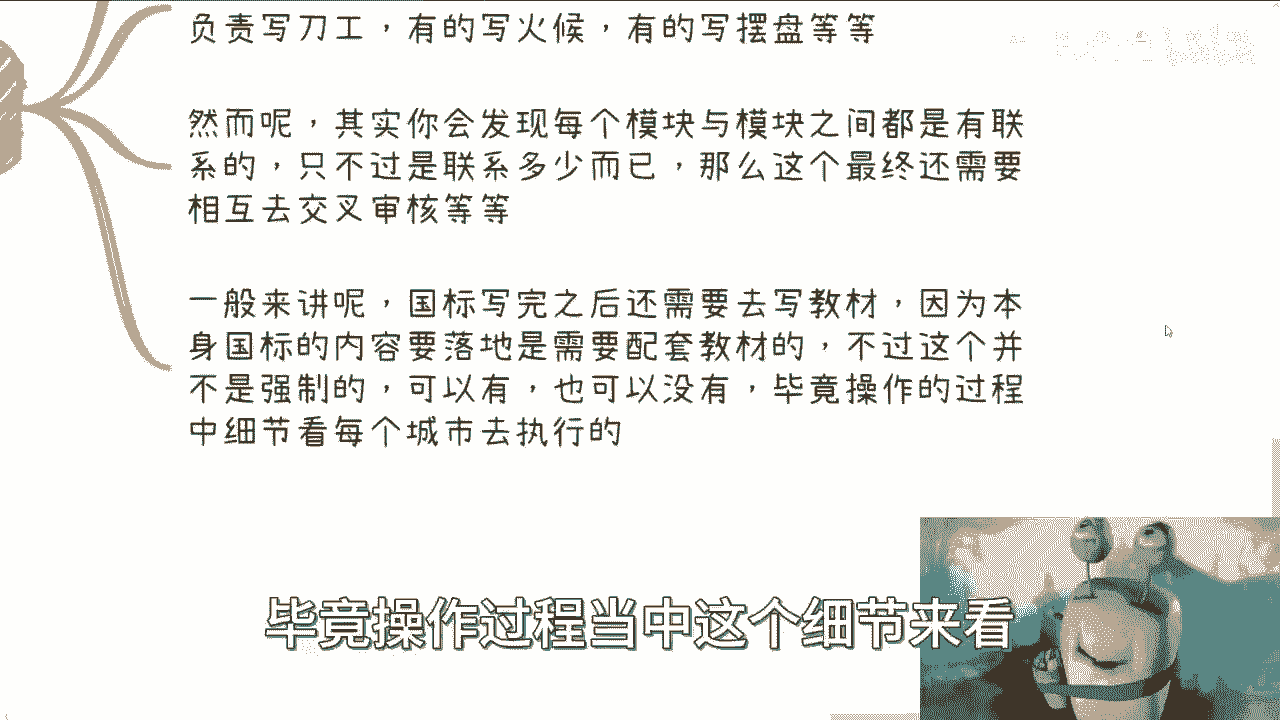 负责写刀工，有的写火候，有的写摆盘等等
然而呢，其实你会发现每个模块与模块之间都是有联
系的，只不过是联系多少而已，那么这个最终还需要
相互去交叉审核等等
一般来讲呢，国标写完之后还需要去写教材，因为本
身国标的内容要落地是需要配套教材的，不过这个并
不是强制的，可以有，也可以没有，毕竟操作的过程
中细节看每个城市去执行的
毕竟操作过程当中这个细节来看